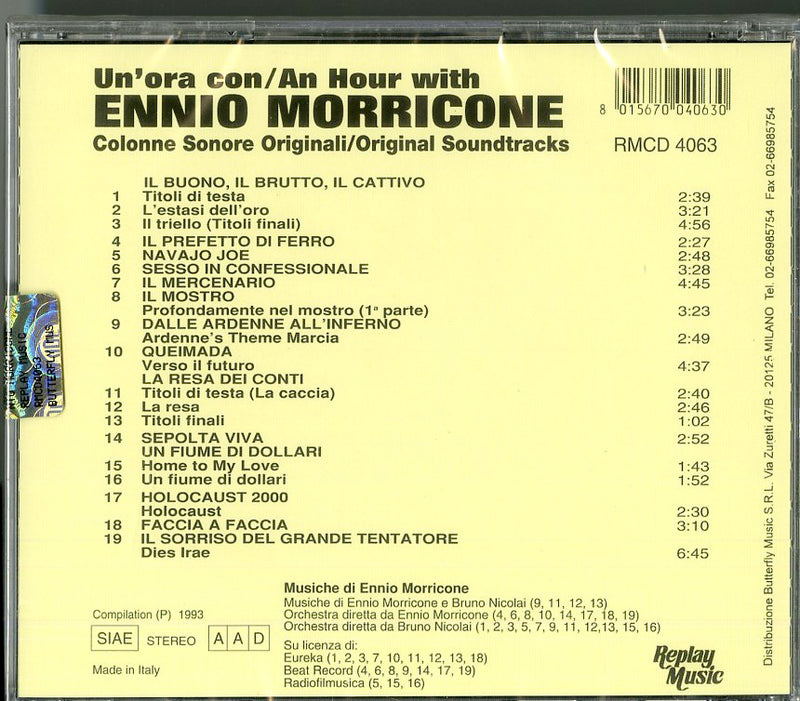 Un'ora con/An Hour with
ENNIO MORRICONE
Colonne Sonore Originali/Original Soundtracks
8 015670 040630
RMCD 4063
IL BUONO, IL BRUTTO, IL CATTIVO
1 Titoli di testa 2:39
2 L'estasi dell'oro 3:21
3 Il triello (Titoli finali) 4:56
4 IL PREFETTO DI FERRO 2:27
5 NAVAJO JOE 2:48
6 SESSO IN CONFESSIONALE 3:28
7 IL MERCENARIO 4:45
8 IL MOSTRO
Profondamente nel mostro (1ª parte) 3:23
9 DALLE ARDENNE ALL'INFERNO
Ardenne's Theme Marcia 2:49
10 QUEIMADA
Verso il futuro 4:37
LA RESA DEI CONTI
11 Titoli di testa (La caccia) 2:40
12 La resa 2:46
13 Titoli finali 1:02
14 SEPOLTA VIVA 2:52
UN FIUME DI DOLLARI
15 Home to My Love 1:43
16 Un fiume di dollari 1:52
17 HOLOCAUST 2000
Holocaust 2:30
18 FACCIA A FACCIA 3:10
19 IL SORRISO DEL GRANDE TENTATORE
Dies Irae 6:45
Musiche di Ennio Morricone
Musiche di Ennio Morricone e Bruno Nicolai (9, 11, 12, 13)
Orchestra diretta da Ennio Morricone (4, 6, 8, 10, 14, 17, 18, 19)
Orchestra diretta da Bruno Nicolai (1, 2, 3, 5, 7, 9, 11, 12,13, 15, 16)
Su licenza di:
Eureka (1, 2, 3, 7, 10, 11, 12, 13, 18)
Beat Record (4, 6, 8, 9, 14, 17, 19)
Radiofilmusica (5, 15, 16)
Compilation (P) 1993
SIAE STEREO A A D
Made in Italy
Replay
Music
Distribuzione Butterfly Music S.R.L. Via Zuretti 47/B - 20125 MILANO Tel. 02-66985754 Fax 02-66985754
REPLAY MUSIC
RMCD4063
BUTTERFLY MUS